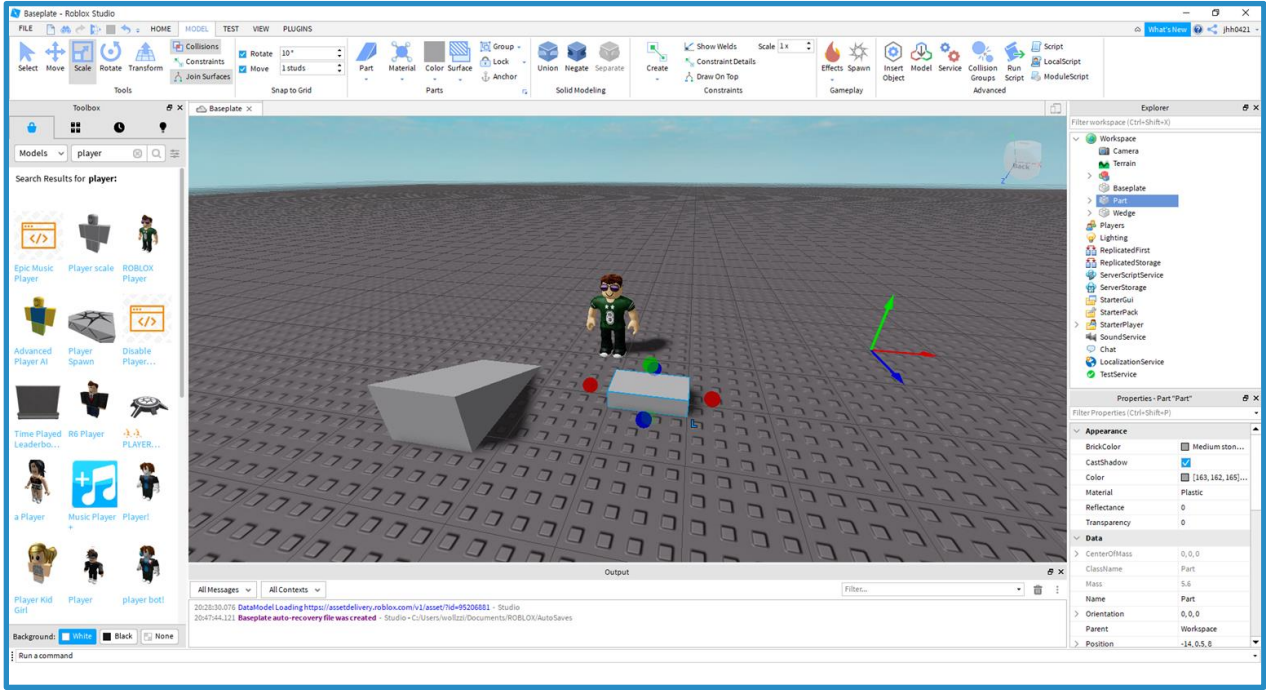 Baseplate - Roblox Studio
FILE HOME MODEL TEST VIEW PLUGINS What's New jhh0421
Select Move Scale Rotate Transform
Collisions
Constraints
Join Surfaces
Tools
Rotate 10°
Move 1 studs
Snap to Grid
Part Material Color Surface
Group
Lock
Anchor
Parts
Union Negate Separate
Solid Modeling
Create
Show Welds Scale 1 x
Constraint Details
Draw On Top
Constraints
Effects Spawn
Gameplay
Insert Object Model Service Collision Groups Run Script
Script
LocalScript
ModuleScript
Advanced
Toolbox
Models player
Search Results for player:
Epic Music Player Player scale ROBLOX Player
Advanced Player AI Player Spawn Disable Player...
Time Played Leaderbo... R6 Player PLAYER...
a Player Music Player + Player!
Player Kid Girl Player player bot!
Background: White Black None
Run a command
Baseplate
Back
Z
Output
All Messages All Contexts Filter...
20:28:30.076 DataModel Loading https://assetdelivery.roblox.com/v1/asset/?id=95206881 - Studio
20:47:44.121 Baseplate auto-recovery file was created - Studio - C:/Users/wollzzi/Documents/ROBLOX/AutoSaves
Explorer
Filter workspace (Ctrl+Shift+X)
Workspace
Camera
Terrain
Baseplate
Part
Wedge
Players
Lighting
ReplicatedFirst
ReplicatedStorage
ServerScriptService
ServerStorage
StarterGui
StarterPack
StarterPlayer
SoundService
Chat
LocalizationService
TestService
Properties - Part "Part"
Filter Properties (Ctrl+Shift+P)
Appearance
BrickColor Medium ston...
CastShadow
Color [163, 162, 165]...
Material Plastic
Reflectance 0
Transparency 0
Data
CenterOfMass 0, 0, 0
ClassName Part
Mass 5.6
Name Part
Orientation 0, 0, 0
Parent Workspace
Position -14, 0.5, 8